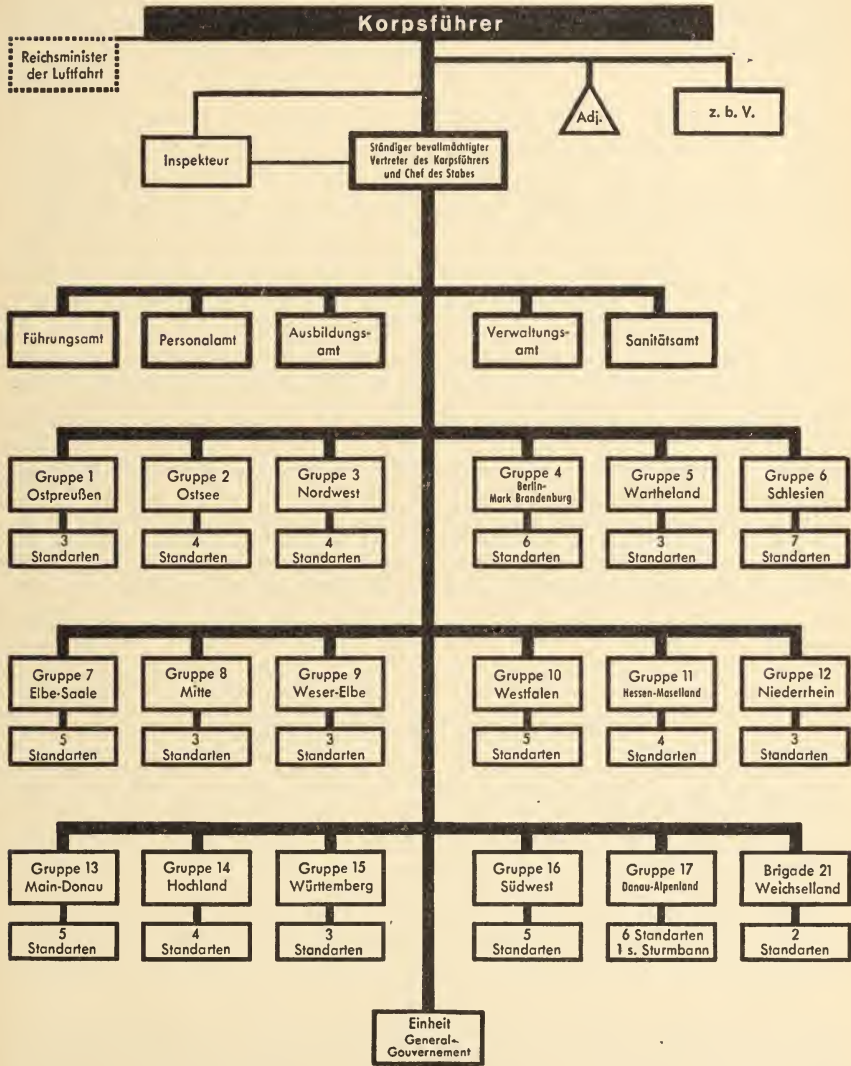 Korpsführer
Reichsminister
der Luftfahrt
Adj.
z. b. V.
Inspekteur
Ständiger bevollmächtigter
Vertreter des Korpsführers
und Chef des Stabes
Führungsamt
Personalamt
Ausbildungs-
amt
Verwaltungs-
amt
Sanitätsamt
Gruppe 1
Ostpreußen
Gruppe 2
Ostsee
Gruppe 3
Nordwest
Gruppe 4
Berlin-
Mark Brandenburg
Gruppe 5
Wartheland
Gruppe 6
Schlesien
3
Standarten
4
Standarten
4
Standarten
6
Standarten
3
Standarten
7
Standarten
Gruppe 7
Elbe-Saale
Gruppe 8
Mitte
Gruppe 9
Weser-Elbe
Gruppe 10
Westfalen
Gruppe 11
Hessen-Moselland
Gruppe 12
Niederrhein
5
Standarten
3
Standarten
3
Standarten
5
Standarten
4
Standarten
3
Standarten
Gruppe 13
Main-Donau
Gruppe 14
Hochland
Gruppe 15
Württemberg
Gruppe 16
Südwest
Gruppe 17
Donau-Alpenland
Brigade 21
Weichselland
5
Standarten
4
Standarten
3
Standarten
5
Standarten
6 Standarten
1 s. Sturmbann
2
Standarten
Einheit
General-
Gouvernement